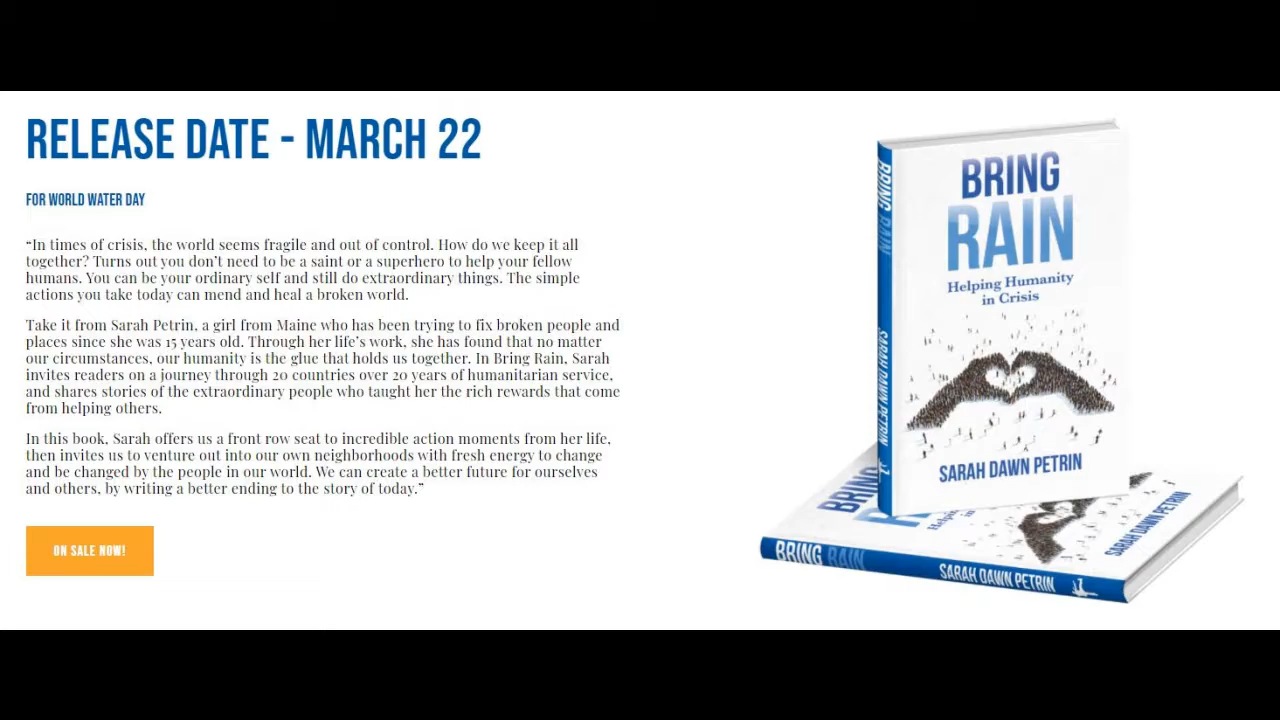 RELEASE DATE - MARCH 22
FOR WORLD WATER DAY
“In times of crisis, the world seems fragile and out of control. How do we keep it all
together? Turns out you don’t need to be a saint or a superhero to help your fellow
humans. You can be your ordinary self and still do extraordinary things. The simple
actions you take today can mend and heal a broken world.
Take it from Sarah Petrin, a girl from Maine who has been trying to fix broken people and
places since she was 15 years old. Through her life’s work, she has found that no matter
our circumstances, our humanity is the glue that holds us together. In Bring Rain, Sarah
invites readers on a journey through 20 countries over 20 years of humanitarian service,
and shares stories of the extraordinary people who taught her the rich rewards that come
from helping others.
In this book, Sarah offers us a front row seat to incredible action moments from her life,
then invites us to venture out into our own neighborhoods with fresh energy to change
and be changed by the people in our world. We can create a better future for ourselves
and others, by writing a better ending to the story of today.”
ON SALE NOW!
BRING
RAIN
Helping Humanity
in Crisis
SARAH DAWN PETRIN
BRING RAIN
SARAH DAWN PETRIN
BRING
SARAH DAWN PETRIN
BRING RAIN
SARAH DAWN PETRIN